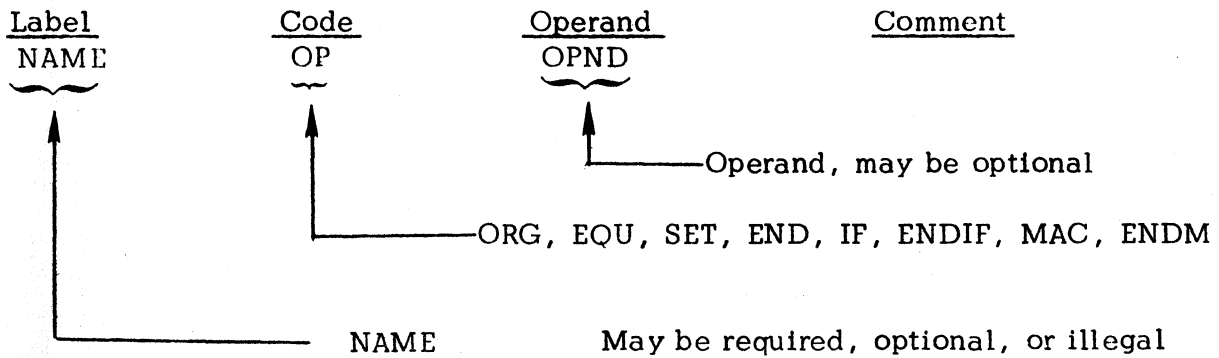 Label Code Operand Comment
NAME OP OPND
Operand, may be optional
ORG, EQU, SET, END, IF, ENDIF, MAC, ENDM
NAME May be required, optional, or illegal